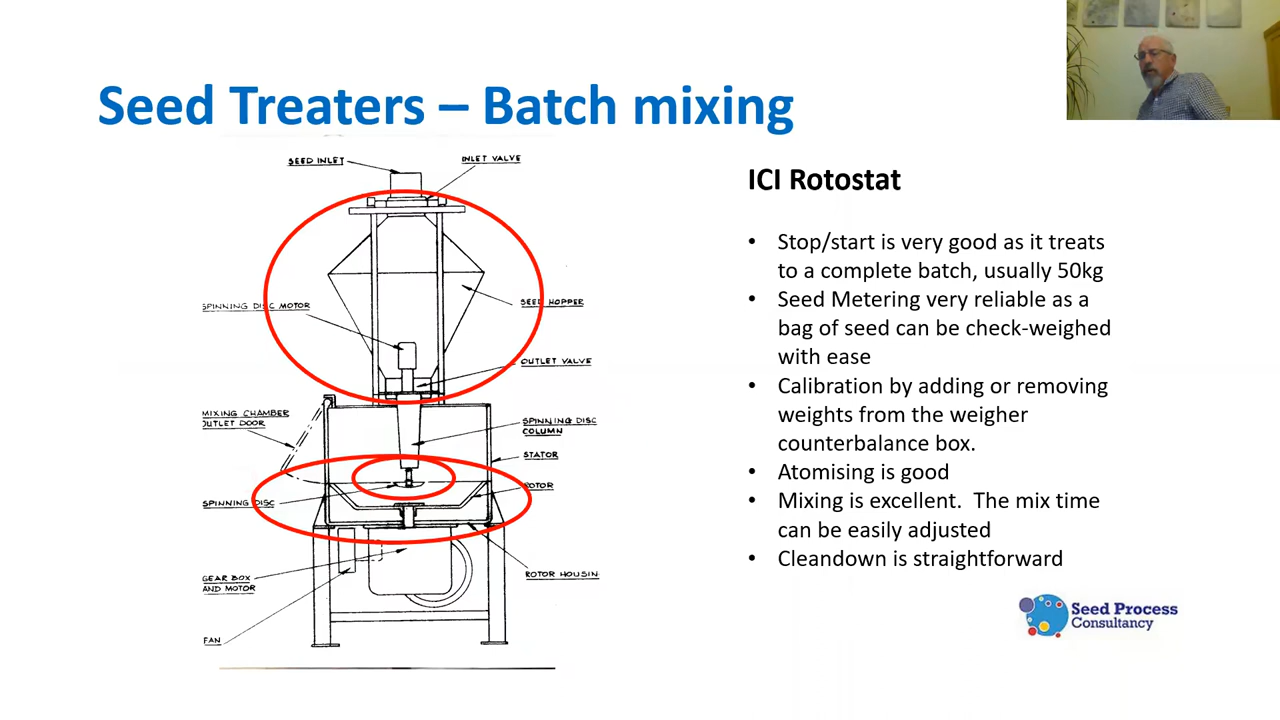 Seed Treaters – Batch mixing
SEED INLET
INLET VALVE
SPINNING DISC MOTOR
SEED HOPPER
OUTLET VALVE
MIXING CHAMBER
OUTLET DOOR
SPINNING DISC
COLUMN
STATOR
SPINNING DISC
ROTOR
GEAR BOX
AND MOTOR
ROTOR HOUSIN
FAN
ICI Rotostat
• Stop/start is very good as it treats
to a complete batch, usually 50kg
• Seed Metering very reliable as a
bag of seed can be check-weighed
with ease
• Calibration by adding or removing
weights from the weigher
counterbalance box.
• Atomising is good
• Mixing is excellent. The mix time
can be easily adjusted
• Cleandown is straightforward
Seed Process
Consultancy